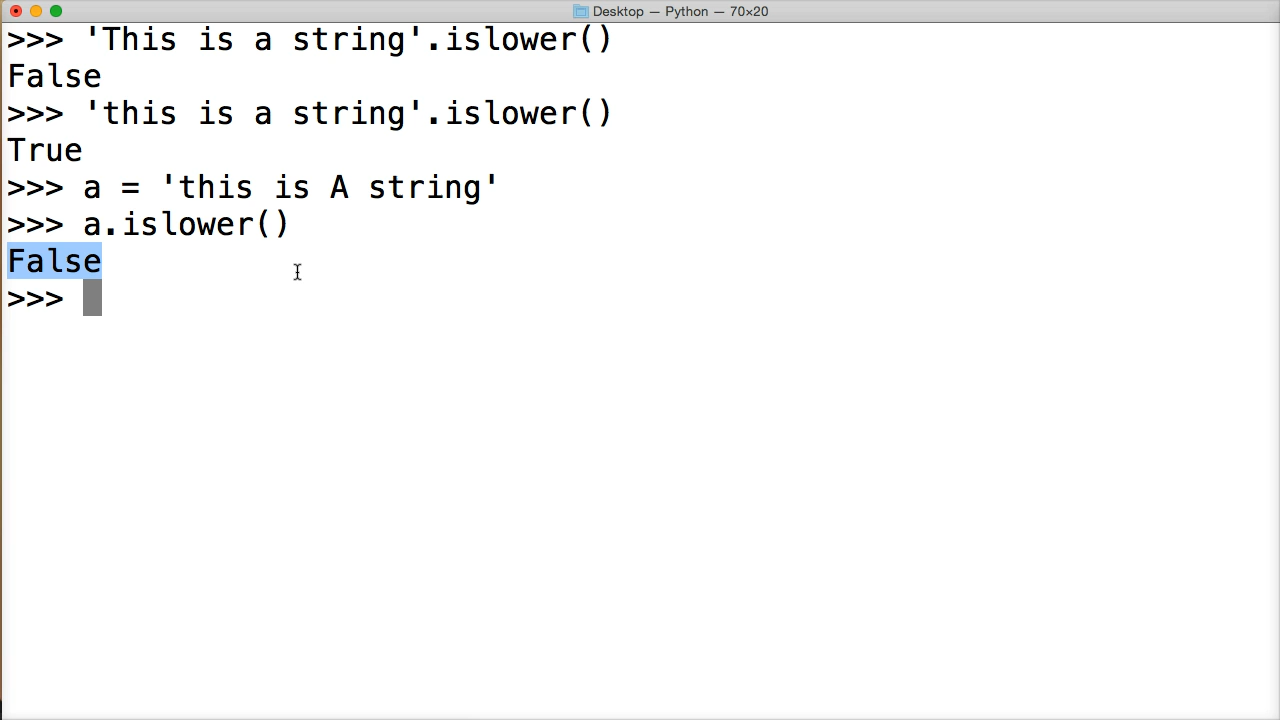 Desktop — Python — 70×20
>>> 'This is a string'.islower()
False
>>> 'this is a string'.islower()
True
>>> a = 'this is A string'
>>> a.islower()
False
>>>